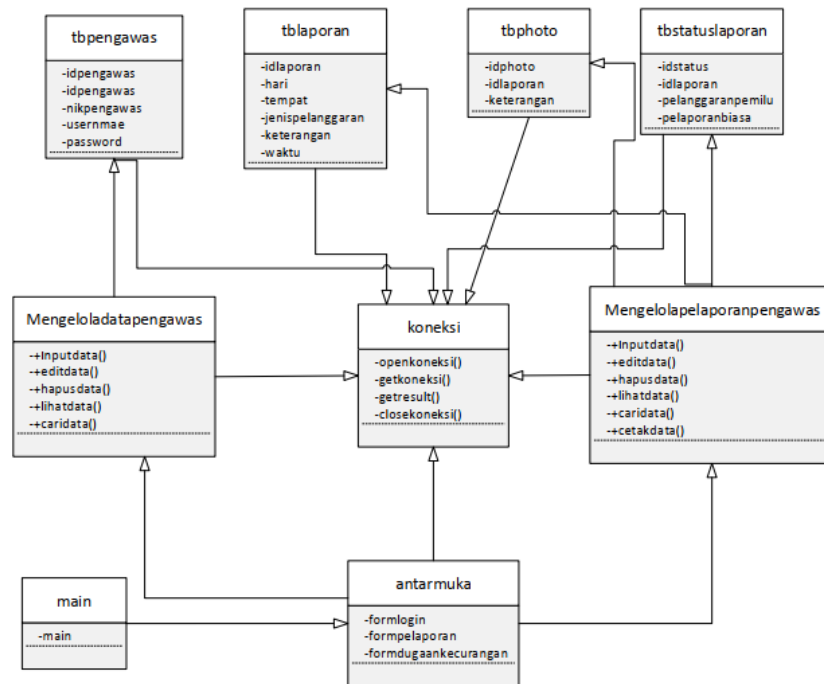 tbpengawas
-idpengawas
-idpengawas
-nikpengawas
-usernmae
-password
tblaporan
-idlaporan
-hari
-tempat
-jenispelanggaran
-keterangan
-waktu
tbphoto
-idphoto
-idlaporan
-keterangan
tbstatuslaporan
-idstatus
-idlaporan
-pelanggaranpemilu
-pelaporanbiasa
Mengeloladatapengawas
-+Inputdata()
-+editdata()
-+hapusdata()
-+lihatdata()
-+caridata()
koneksi
-openkoneksi()
-getkoneksi()
-getresult()
-closekoneksi()
Mengelolapelaporanpengawas
-+Inputdata()
-+editdata()
-+hapusdata()
-+lihatdata()
-+caridata()
-+cetakdata()
main
-main
antarmuka
-formlogin
-formpelaporan
-formdugaankecurangan